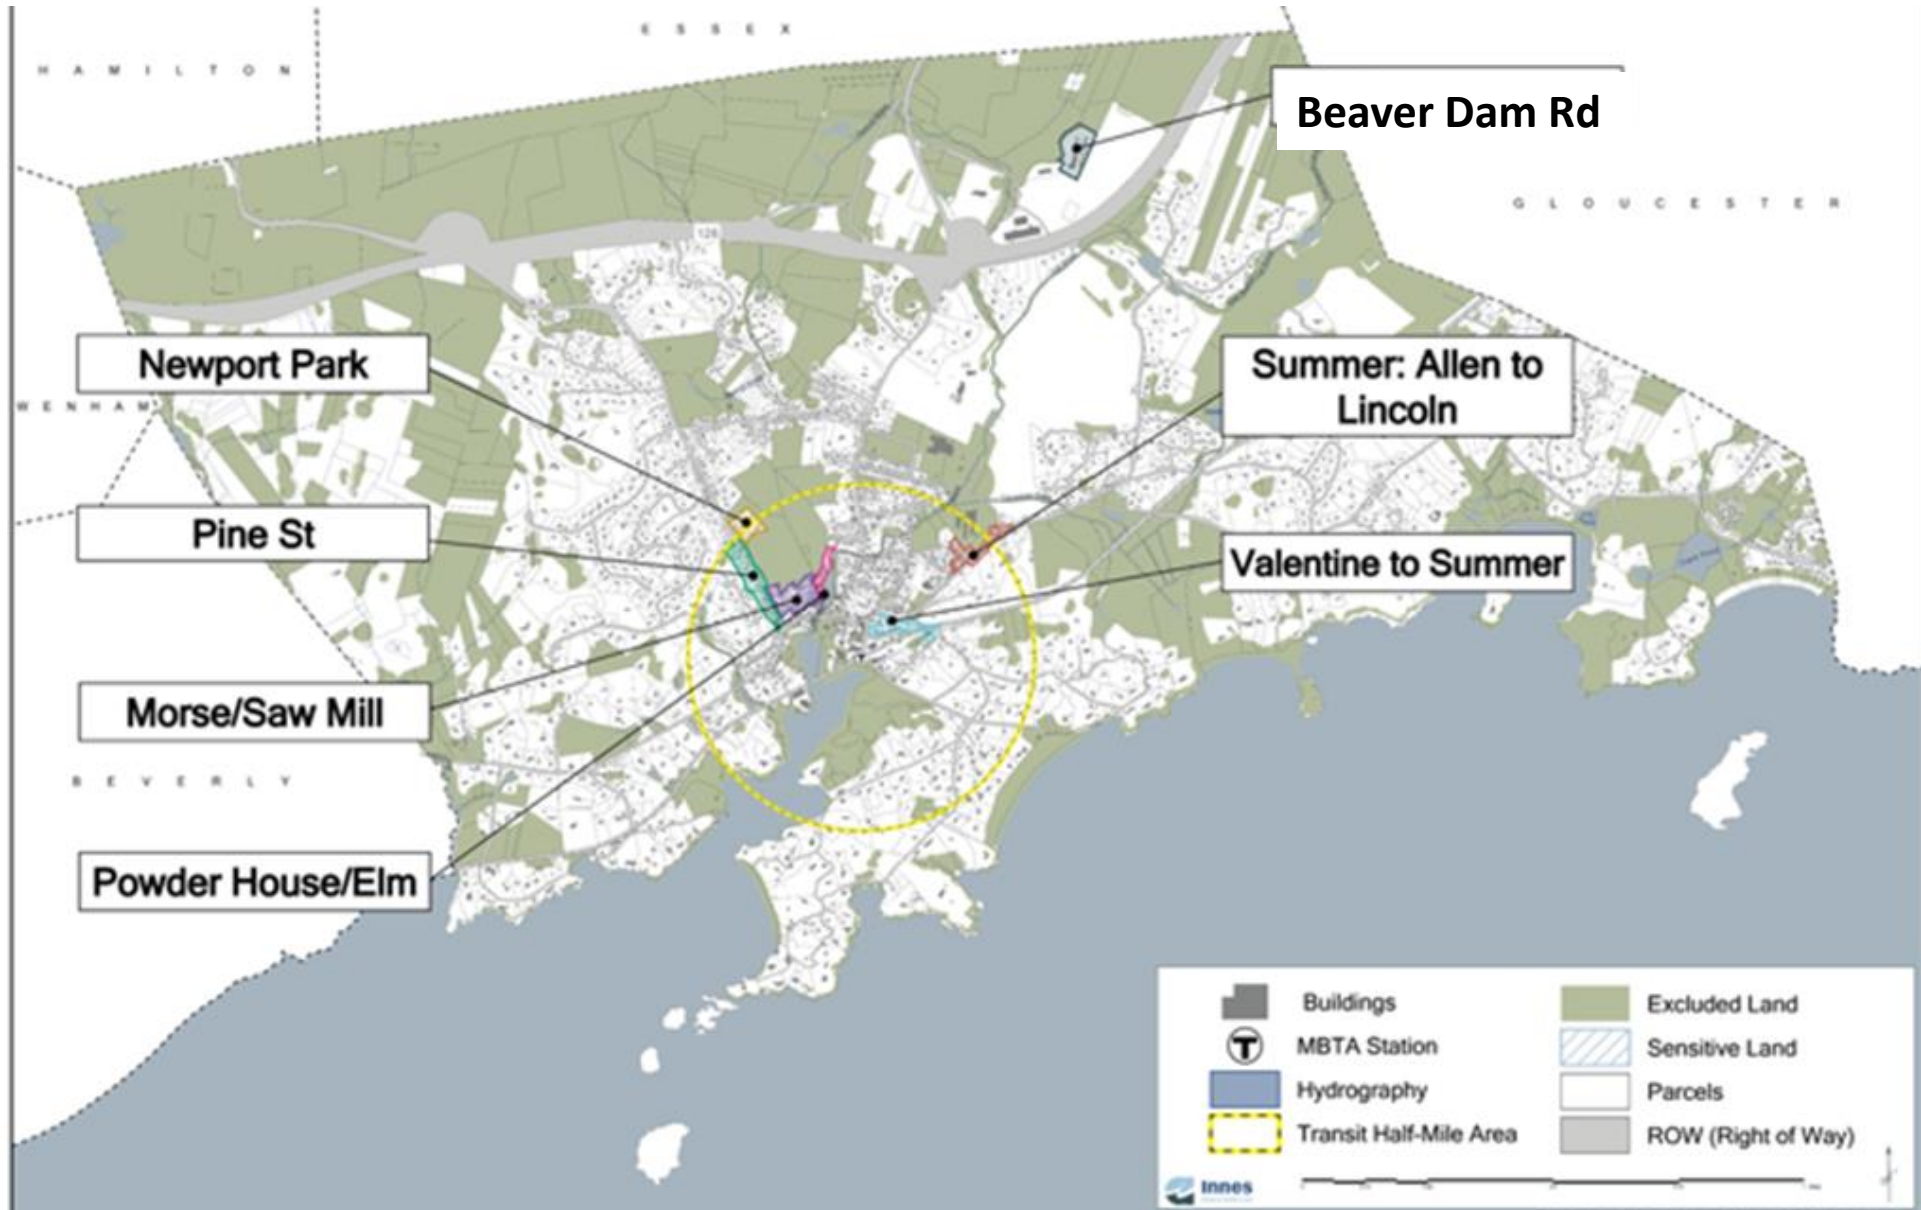 E S S E X
H A M I L T O N
Beaver Dam Rd
G L O U C E S T E R
128
Newport Park
Summer: Allen to
Lincoln
W E N H A M
Pine St
Valentine to Summer
Morse/Saw Mill
B E V E R L Y
Powder House/Elm
Buildings
MBTA Station
Hydrography
Transit Half-Mile Area
Excluded Land
Sensitive Land
Parcels
ROW (Right of Way)
Innes